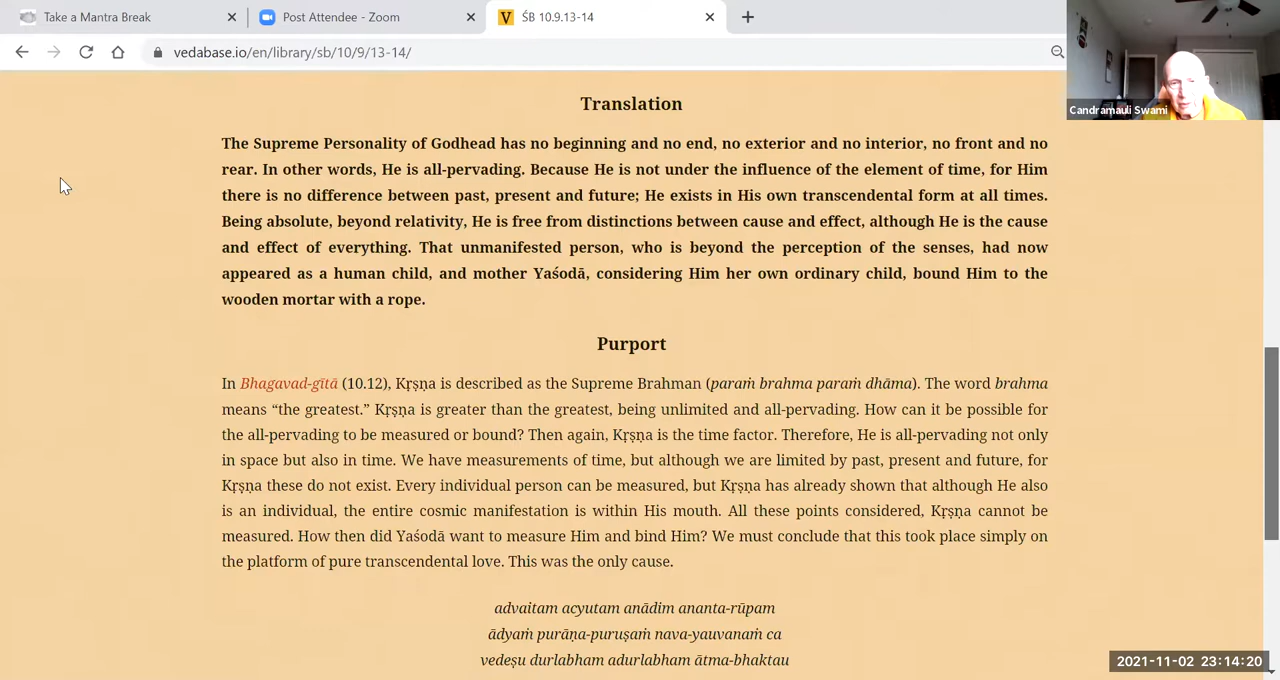 Take a Mantra Break
Post Attendee - Zoom
ŚB 10.9.13-14
vedabase.io/en/library/sb/10/9/13-14/
Candramauli Swami
Translation
The Supreme Personality of Godhead has no beginning and no end, no exterior and no interior, no front and no
rear. In other words, He is all-pervading. Because He is not under the influence of the element of time, for Him
there is no difference between past, present and future; He exists in His own transcendental form at all times.
Being absolute, beyond relativity, He is free from distinctions between cause and effect, although He is the cause
and effect of everything. That unmanifested person, who is beyond the perception of the senses, had now
appeared as a human child, and mother Yaśodā, considering Him her own ordinary child, bound Him to the
wooden mortar with a rope.
Purport
In Bhagavad-gītā (10.12), Kṛṣṇa is described as the Supreme Brahman (paraṁ brahma paraṁ dhāma). The word brahma
means “the greatest.” Kṛṣṇa is greater than the greatest, being unlimited and all-pervading. How can it be possible for
the all-pervading to be measured or bound? Then again, Kṛṣṇa is the time factor. Therefore, He is all-pervading not only
in space but also in time. We have measurements of time, but although we are limited by past, present and future, for
Kṛṣṇa these do not exist. Every individual person can be measured, but Kṛṣṇa has already shown that although He also
is an individual, the entire cosmic manifestation is within His mouth. All these points considered, Kṛṣṇa cannot be
measured. How then did Yaśodā want to measure Him and bind Him? We must conclude that this took place simply on
the platform of pure transcendental love. This was the only cause.
advaitam acyutam anādim ananta-rūpam
ādyaṁ purāṇa-puruṣaṁ nava-yauvanaṁ ca
vedeṣu durlabham adurlabham ātma-bhaktau
2021-11-02 23:14:20